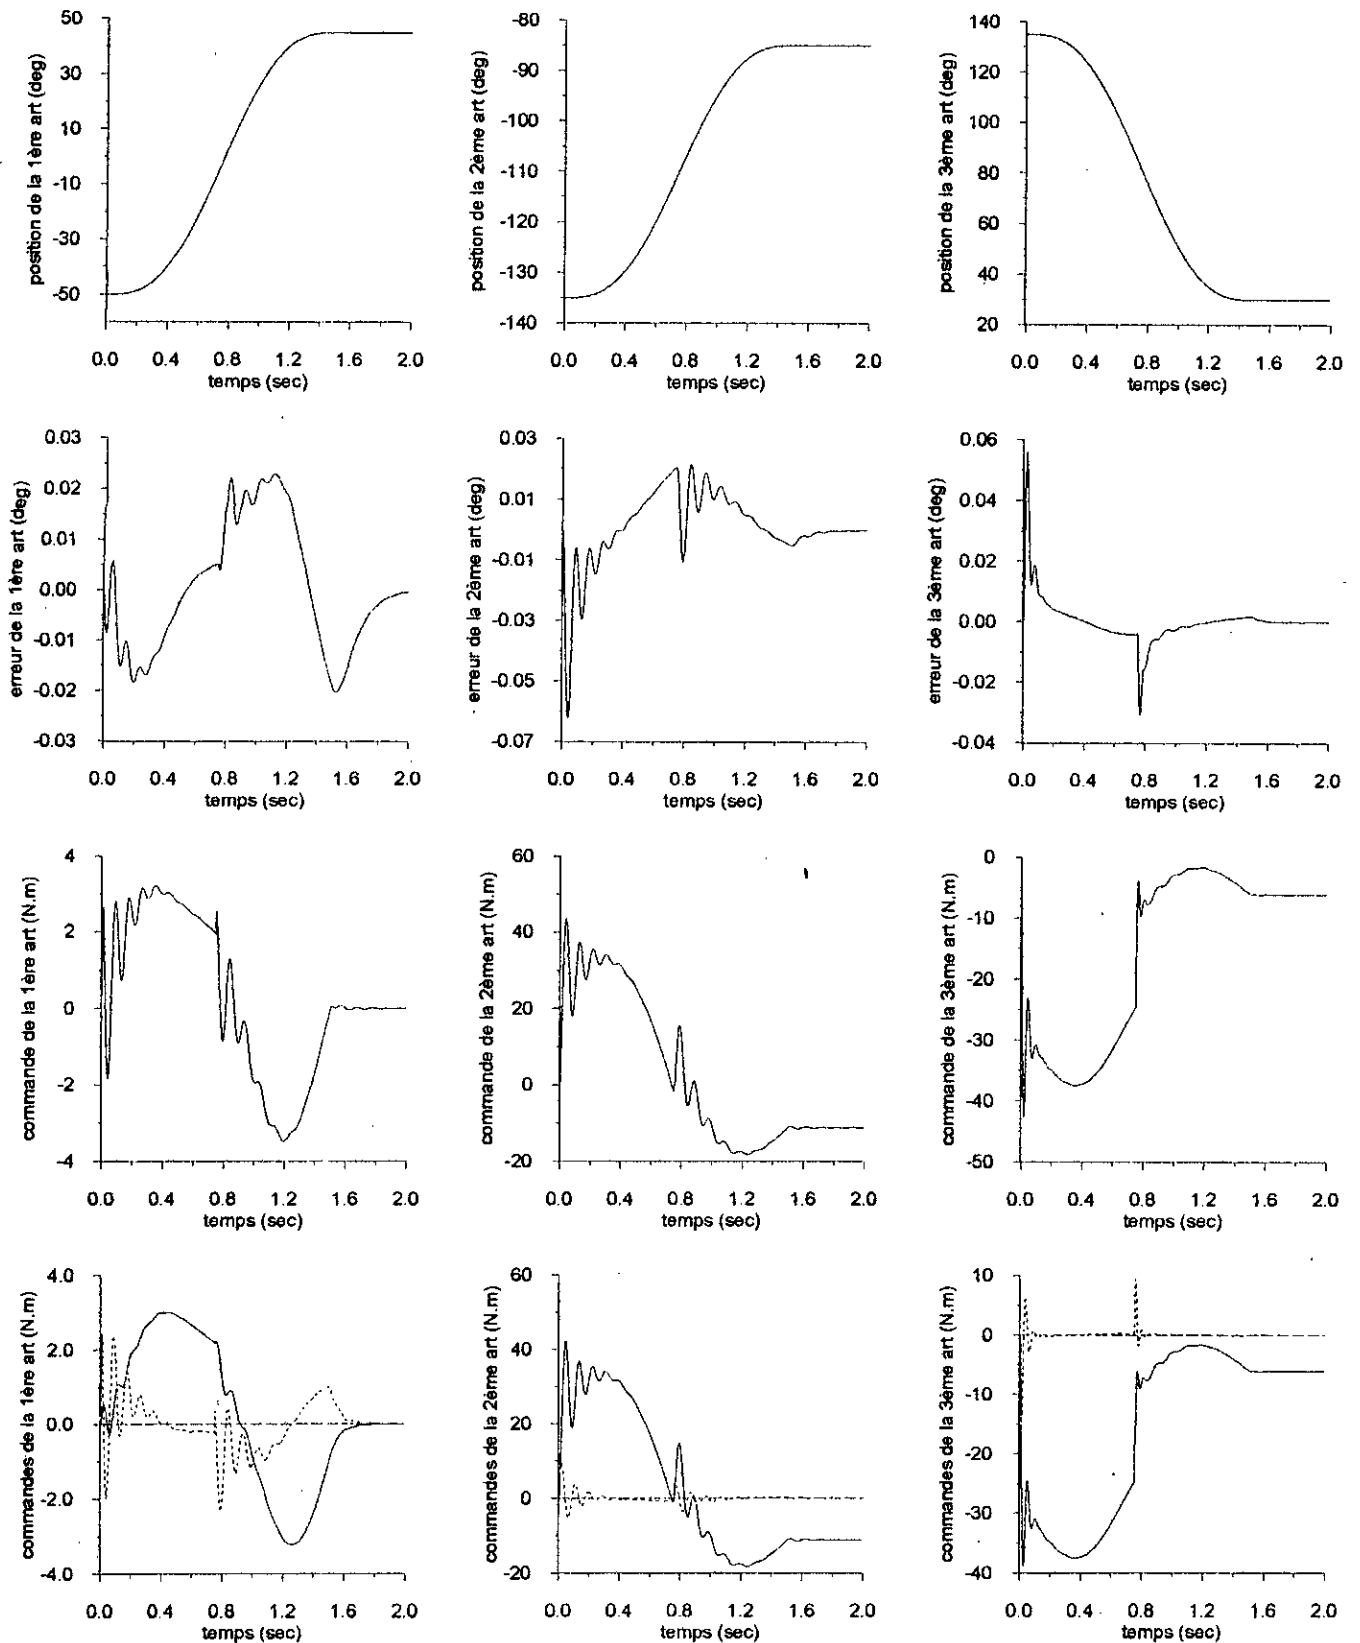 position de la 1ère art (deg)
50
30
10
-10
-30
-50
0.0 0.4 0.8 1.2 1.6 2.0
temps (sec)
position de la 2ème art (deg)
-80
-90
-100
-110
-120
-130
-140
0.0 0.4 0.8 1.2 1.6 2.0
temps (sec)
position de la 3ème art (deg)
140
120
100
80
60
40
20
0.0 0.4 0.8 1.2 1.6 2.0
temps (sec)
erreur de la 1ère art (deg)
0.03
0.02
0.01
0.00
-0.01
-0.02
-0.03
0.0 0.4 0.8 1.2 1.6 2.0
temps (sec)
erreur de la 2ème art (deg)
0.03
0.01
-0.01
-0.03
-0.05
-0.07
0.0 0.4 0.8 1.2 1.6 2.0
temps (sec)
erreur de la 3ème art (deg)
0.06
0.04
0.02
0.00
-0.02
-0.04
0.0 0.4 0.8 1.2 1.6 2.0
temps (sec)
commande de la 1ère art (N.m)
4
2
0
-2
-4
0.0 0.4 0.8 1.2 1.6 2.0
temps (sec)
commande de la 2ème art (N.m)
60
40
20
0
-20
0.0 0.4 0.8 1.2 1.6 2.0
temps (sec)
commande de la 3ème art (N.m)
0
-10
-20
-30
-40
-50
0.0 0.4 0.8 1.2 1.6 2.0
temps (sec)
commandes de la 1ère art (N.m)
4.0
2.0
0.0
-2.0
-4.0
0.0 0.4 0.8 1.2 1.6 2.0
temps (sec)
commandes de la 2ème art (N.m)
60
40
20
0
-20
0.0 0.4 0.8 1.2 1.6 2.0
temps (sec)
commandes de la 3ème art (N.m)
10
0
-10
-20
-30
-40
0.0 0.4 0.8 1.2 1.6 2.0
temps (sec)